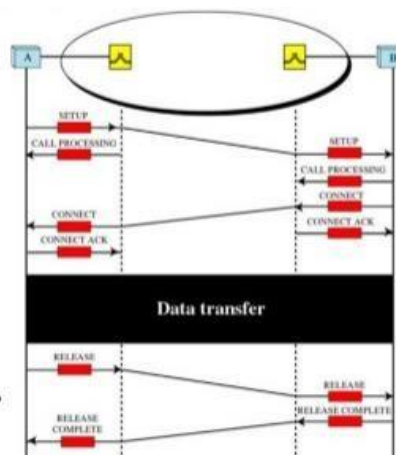 A
B
SETUP
SETUP
CALL PROCESSING
CALL PROCESSING
CONNECT
CONNECT
CONNECT ACK
CONNECT ACK
Data transfer
RELEASE
RELEASE
RELEASE COMPLETE
RELEASE
COMPLETE